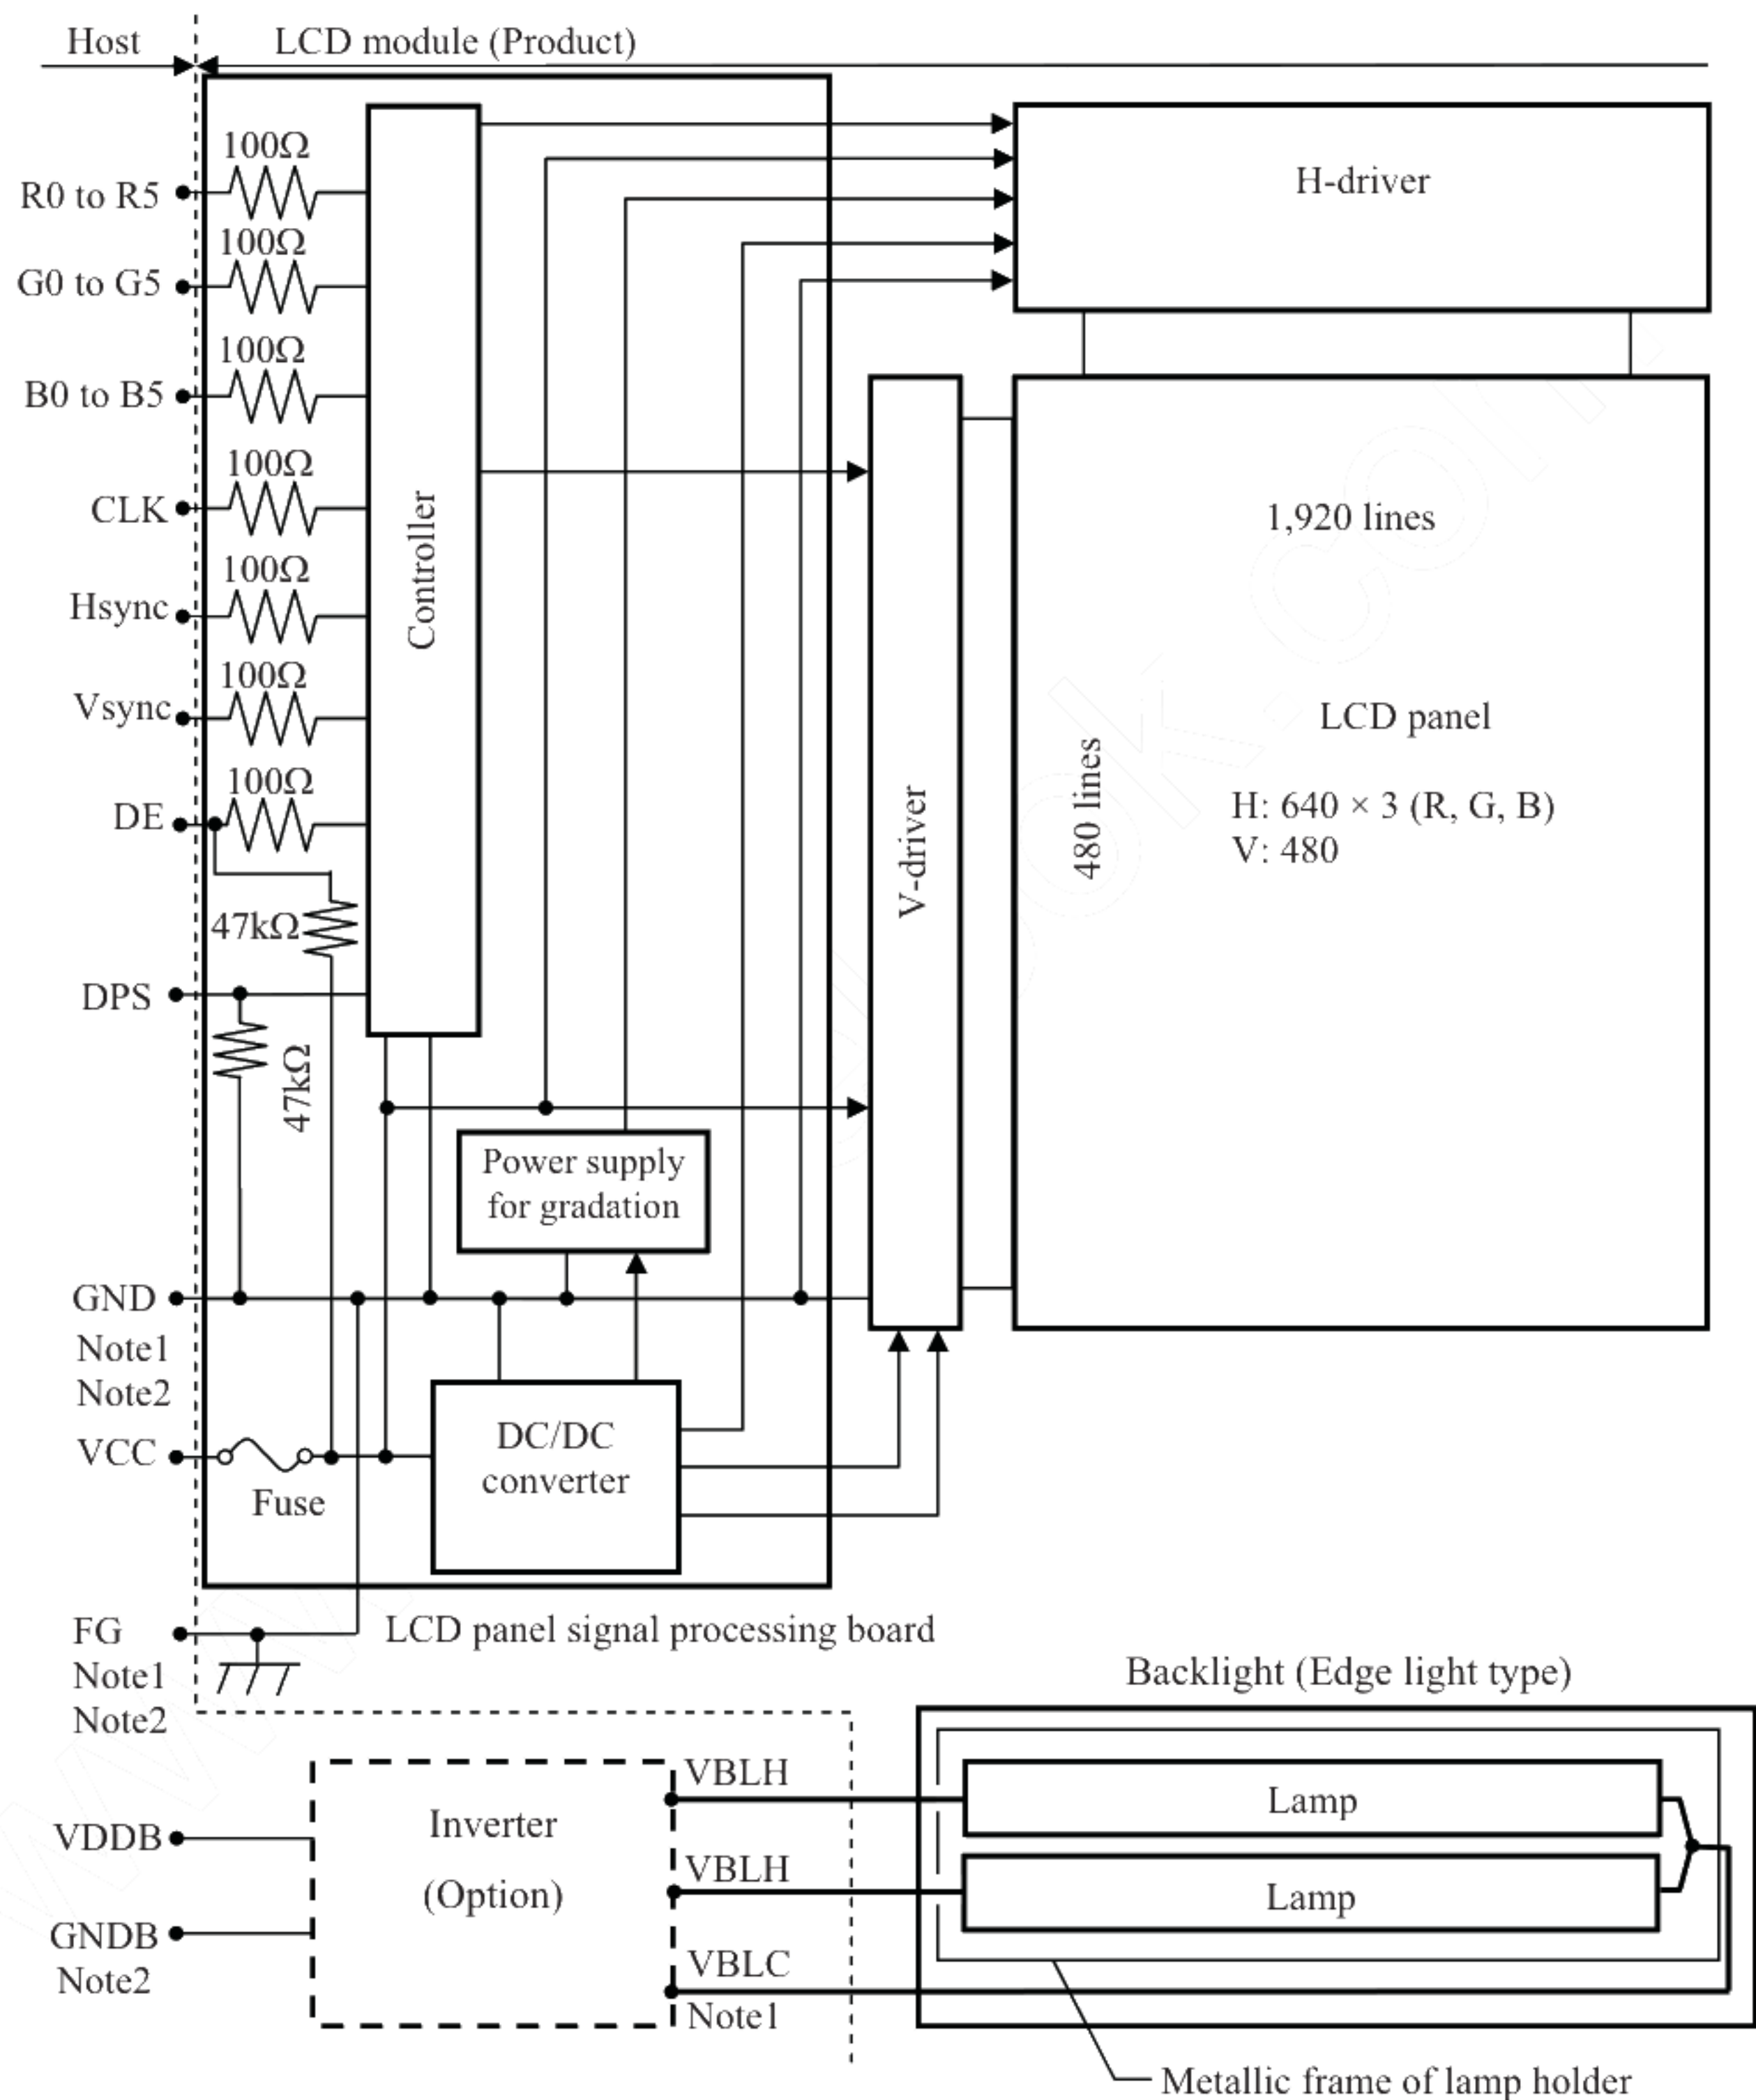 Host
LCD module (Product)
100Ω
R0 to R5
100Ω
G0 to G5
100Ω
B0 to B5
100Ω
CLK
100Ω
Hsync
100Ω
Vsync
100Ω
DE
47kΩ
DPS
47kΩ
Controller
H-driver
V-driver
1,920 lines
480 lines
LCD panel
H: 640 × 3 (R, G, B)
V: 480
Power supply
for gradation
GND
Note1
Note2
VCC
Fuse
DC/DC
converter
FG
Note1
Note2
LCD panel signal processing board
Backlight (Edge light type)
VDDB
GNDB
Note2
Inverter
(Option)
VBLH
VBLH
VBLC
Note1
Lamp
Lamp
Metallic frame of lamp holder